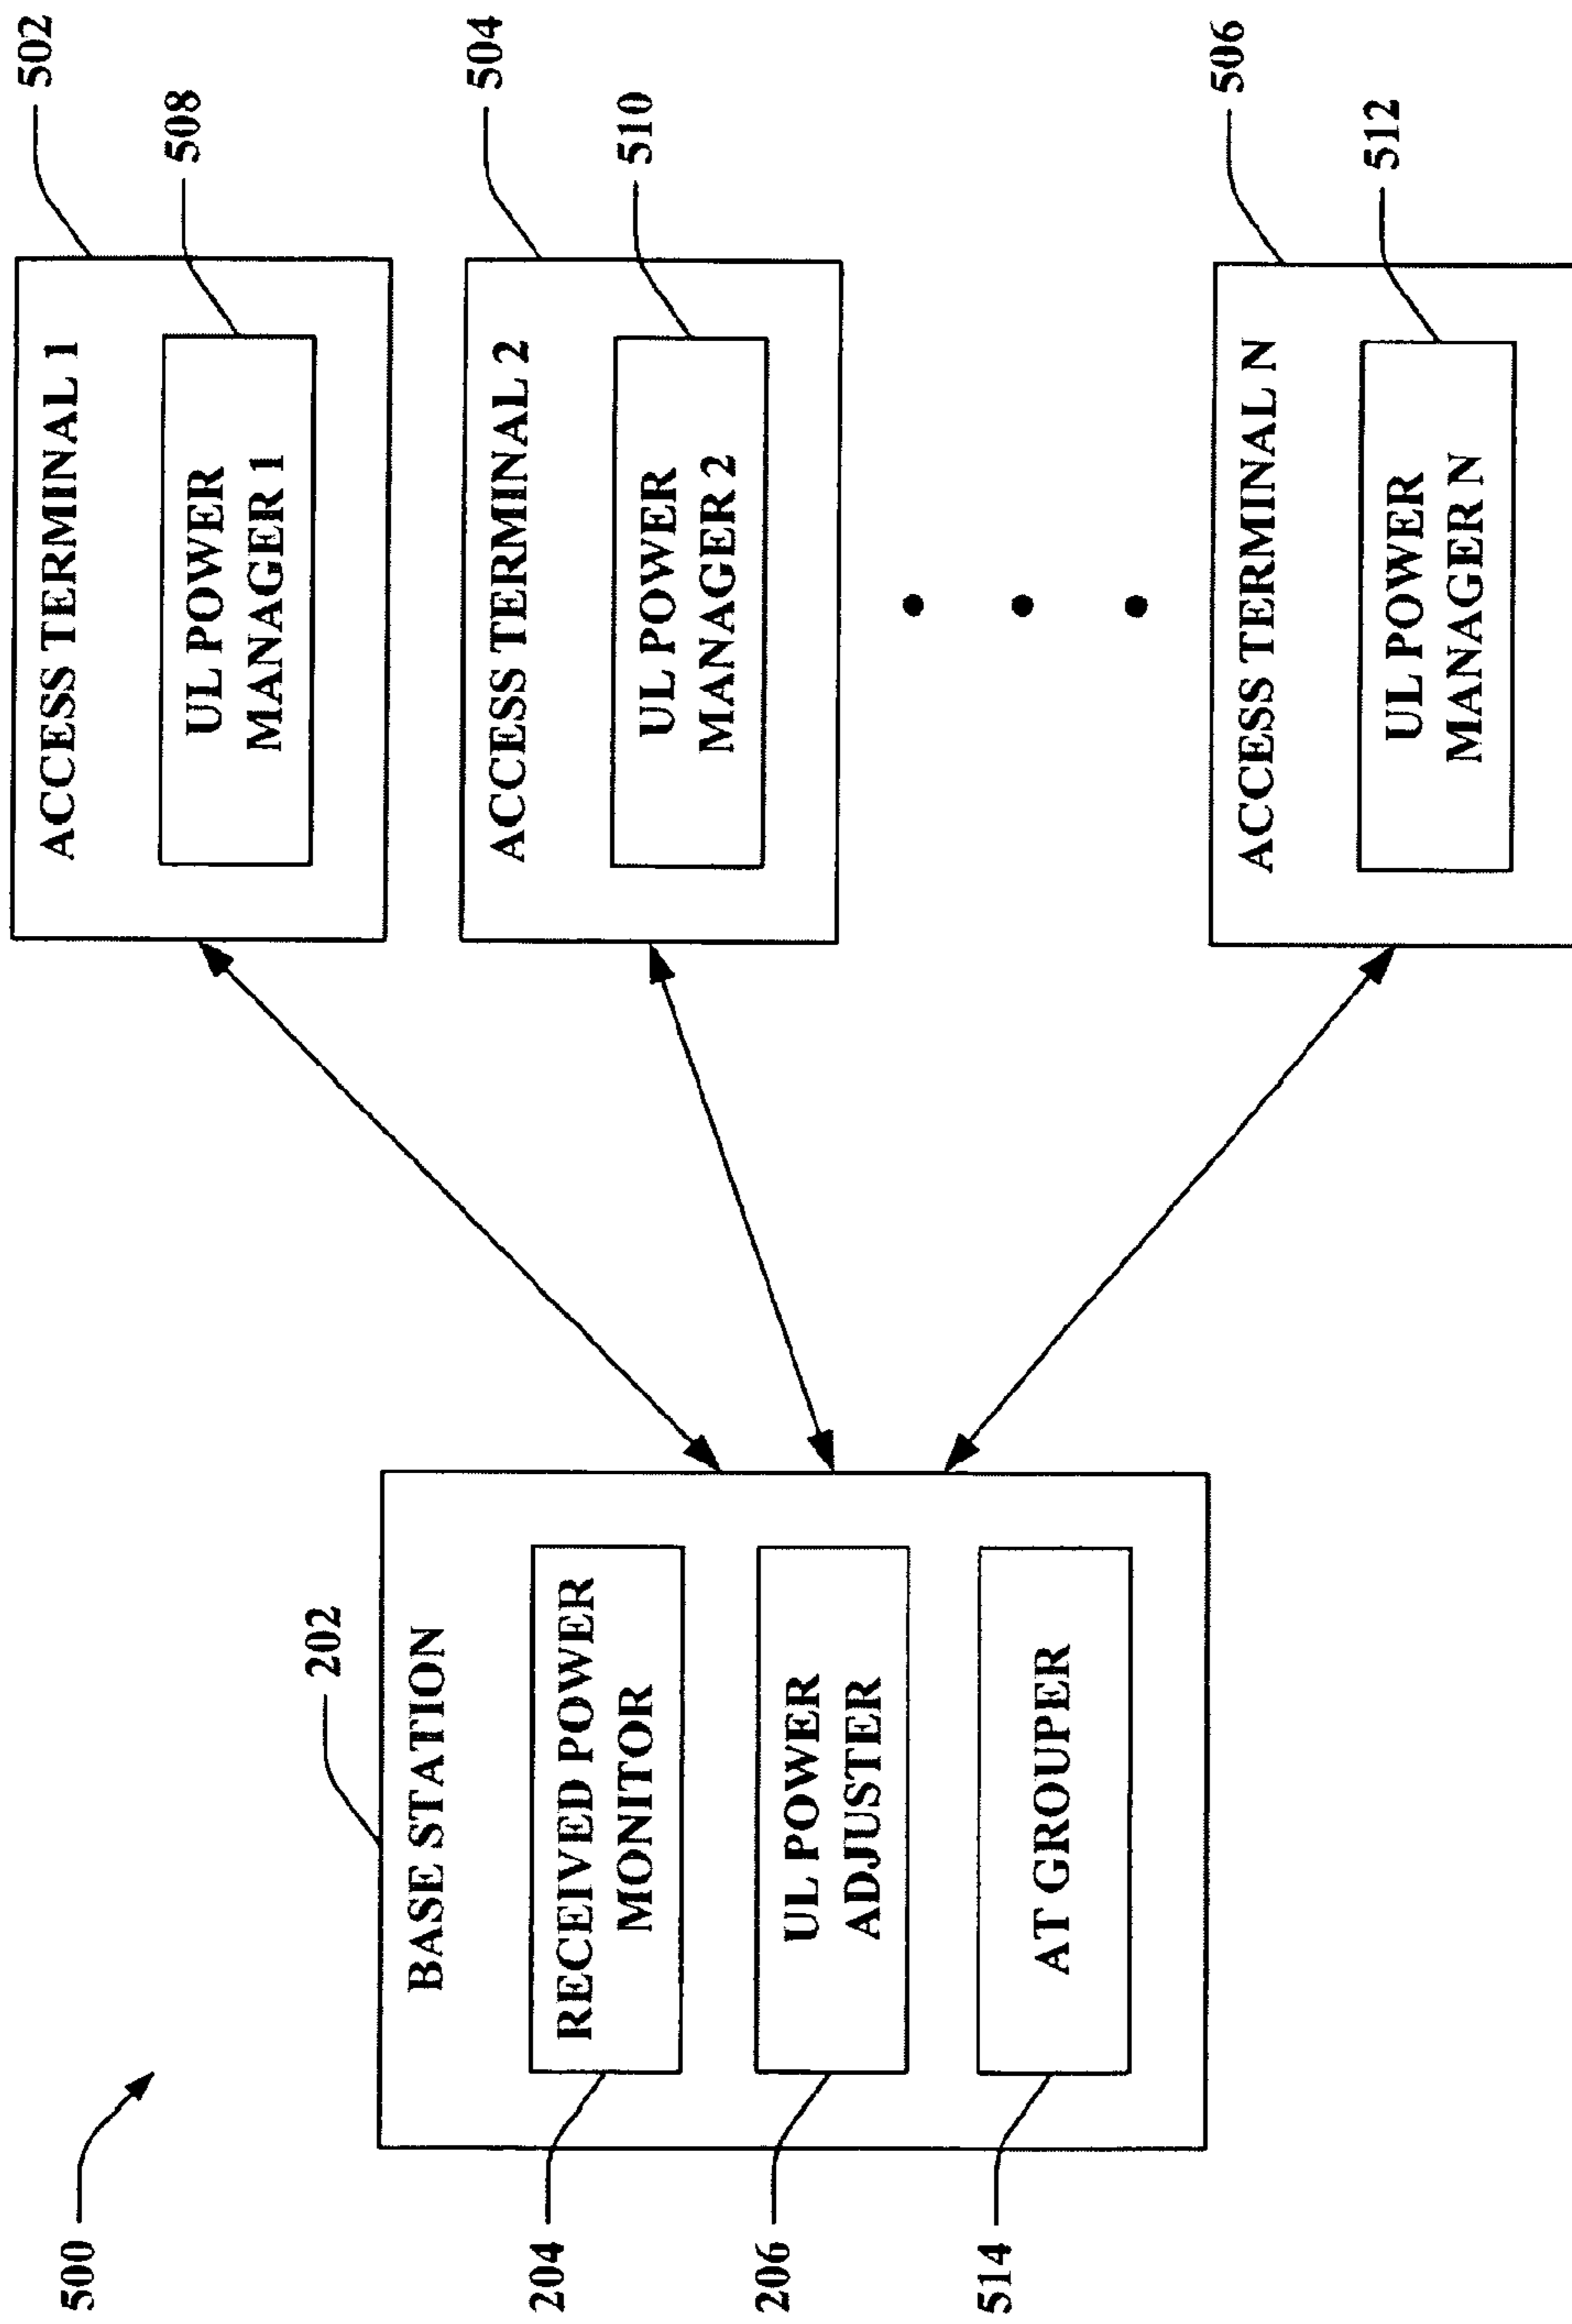 500
202
BASE STATION
204
RECEIVED POWER
MONITOR
206
UL POWER
ADJUSTER
514
AT GROUPER
502
ACCESS TERMINAL 1
508
UL POWER
MANAGER 1
504
ACCESS TERMINAL 2
510
UL POWER
MANAGER 2
506
ACCESS TERMINAL N
512
UL POWER
MANAGER N